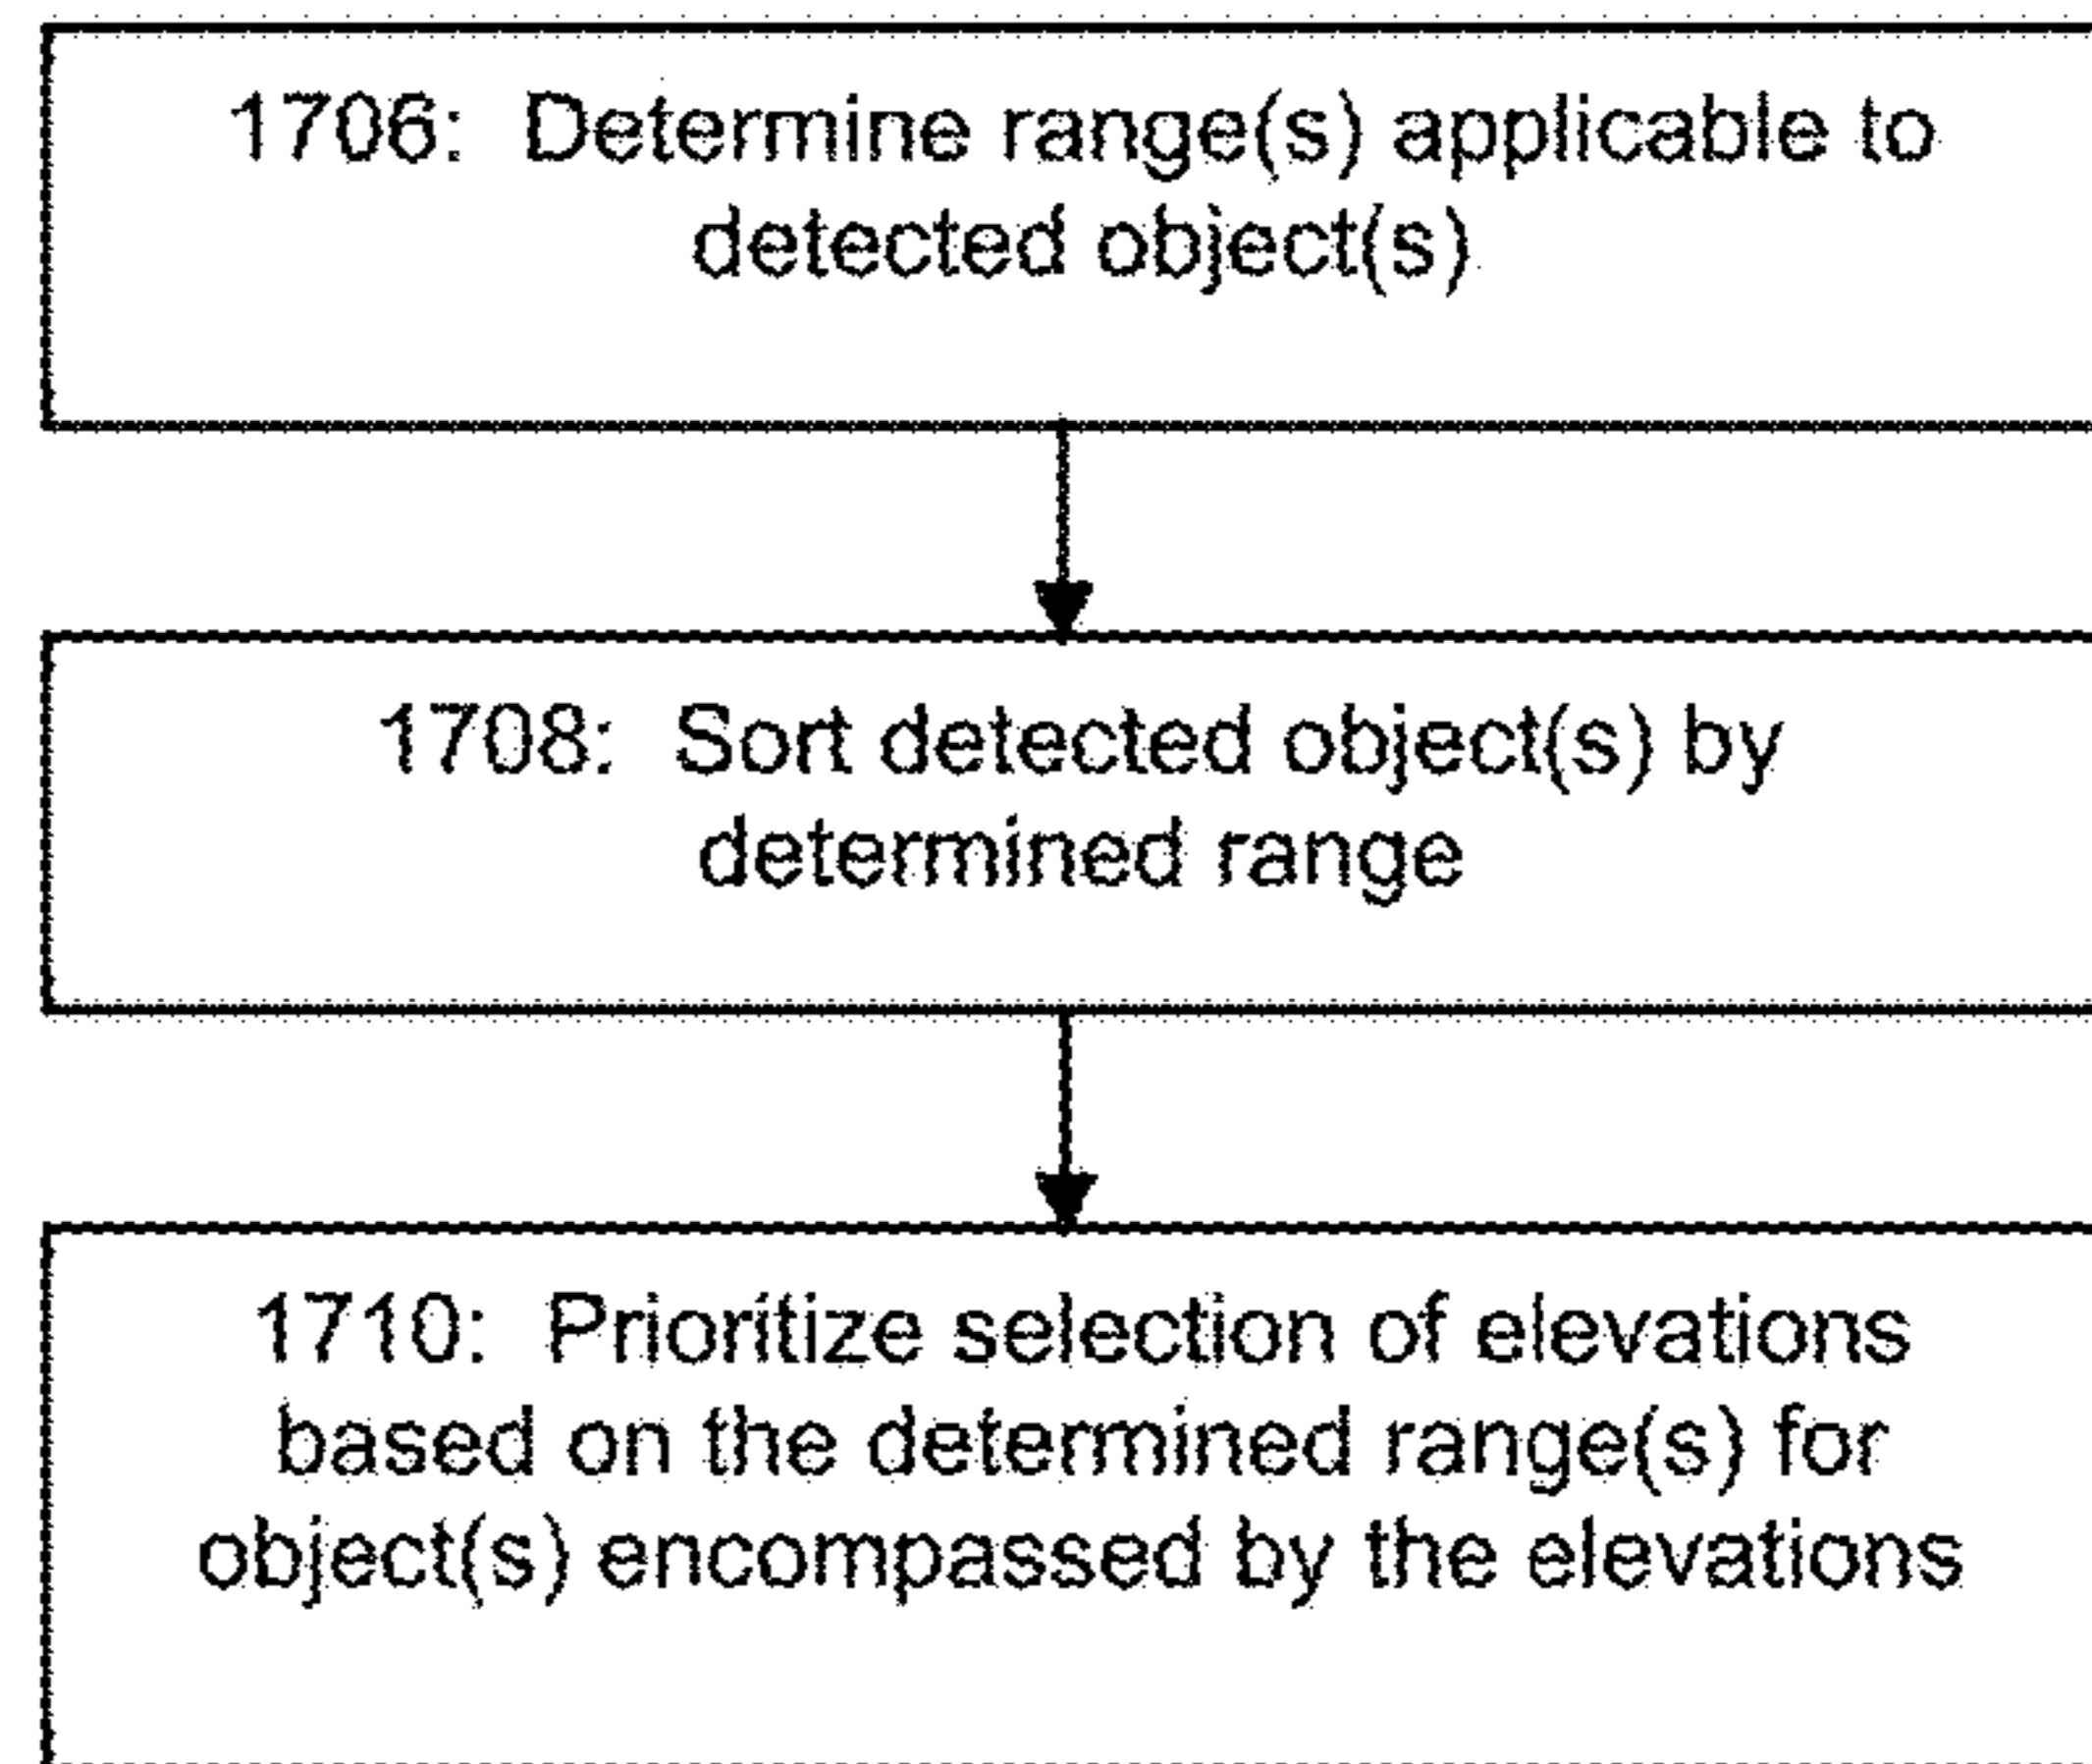 1706: Determine range(s) applicable to
detected object(s)
1708: Sort detected object(s) by
determined range
1710: Prioritize selection of elevations
based on the determined range(s) for
object(s) encompassed by the elevations